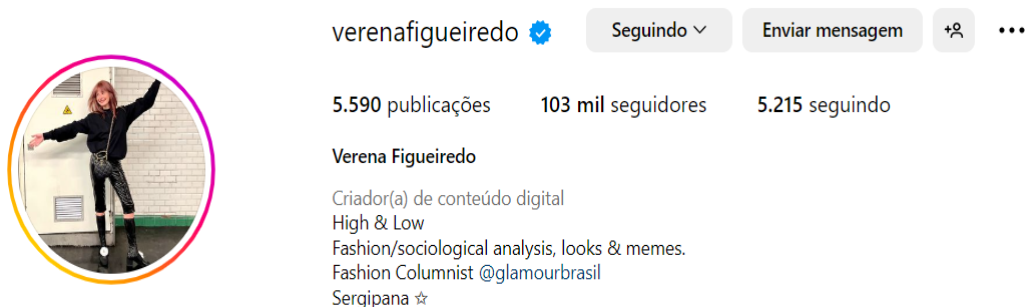 verenafigueiredo Seguindo Enviar mensagem
5.590 publicações 103 mil seguidores 5.215 seguindo
Verena Figueiredo
Criador(a) de conteúdo digital
High & Low
Fashion/sociological analysis, looks & memes.
Fashion Columnist @glamourbrasil
Sergipana ☆